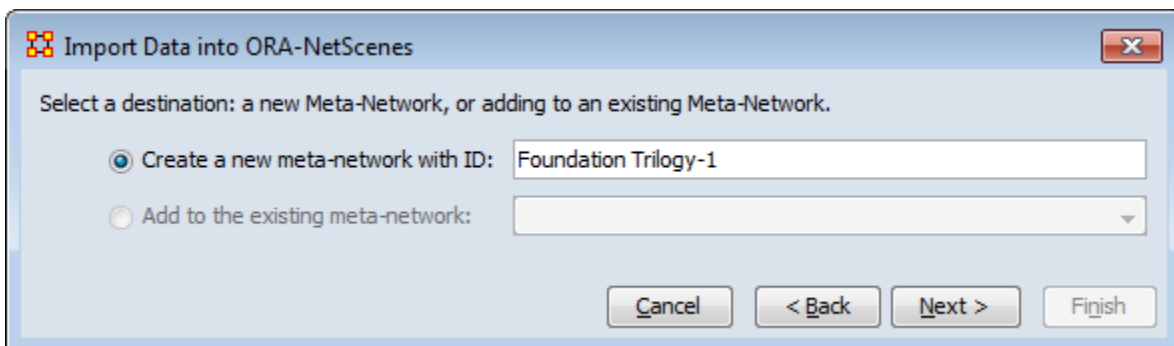 Import Data into ORA-NetScenes
Select a destination: a new Meta-Network, or adding to an existing Meta-Network.
Create a new meta-network with ID: Foundation Trilogy-1
Add to the existing meta-network:
Cancel < Back Next > Finish